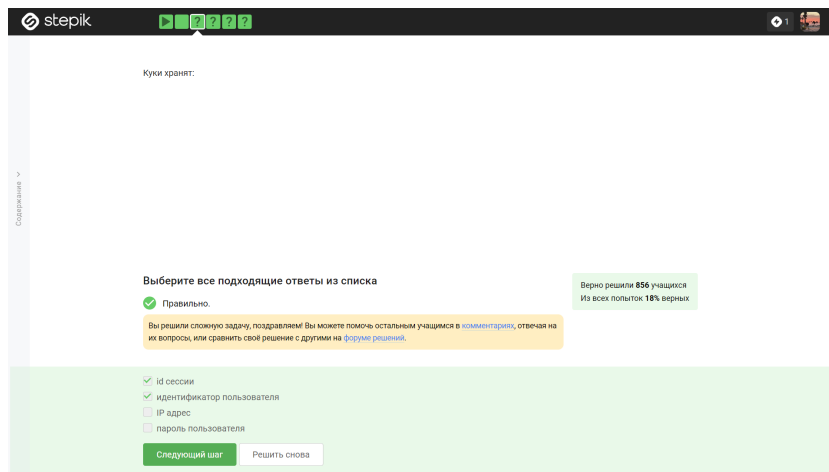 stepik
? ? ? ?
1
Содержание
Куки хранят:
Выберите все подходящие ответы из списка
Верно решили 856 учащихся
Из всех попыток 18% верных
Правильно.
Вы решили сложную задачу, поздравляем! Вы можете помочь остальным учащимся в комментариях, отвечая на
их вопросы, или сравнить своё решение с другими на форуме решений.
id сессии
идентификатор пользователя
IP адрес
пароль пользователя
Следующий шаг
Решить снова